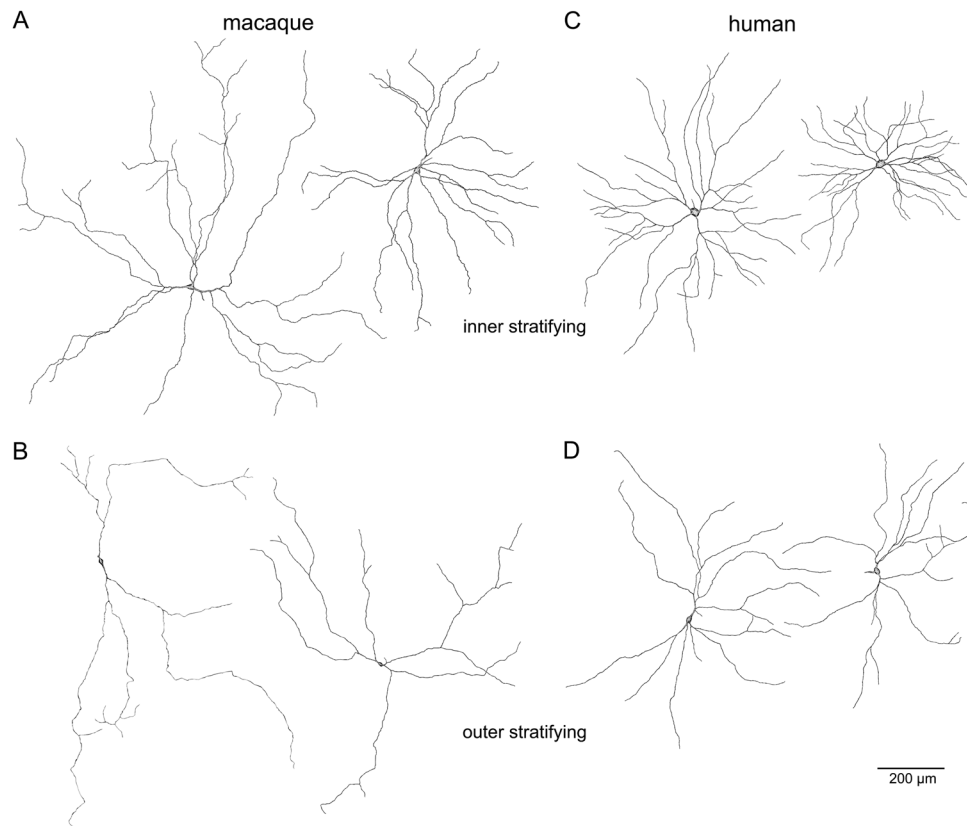 A
macaque
C
human
inner stratifying
B
D
outer stratifying
200 µm